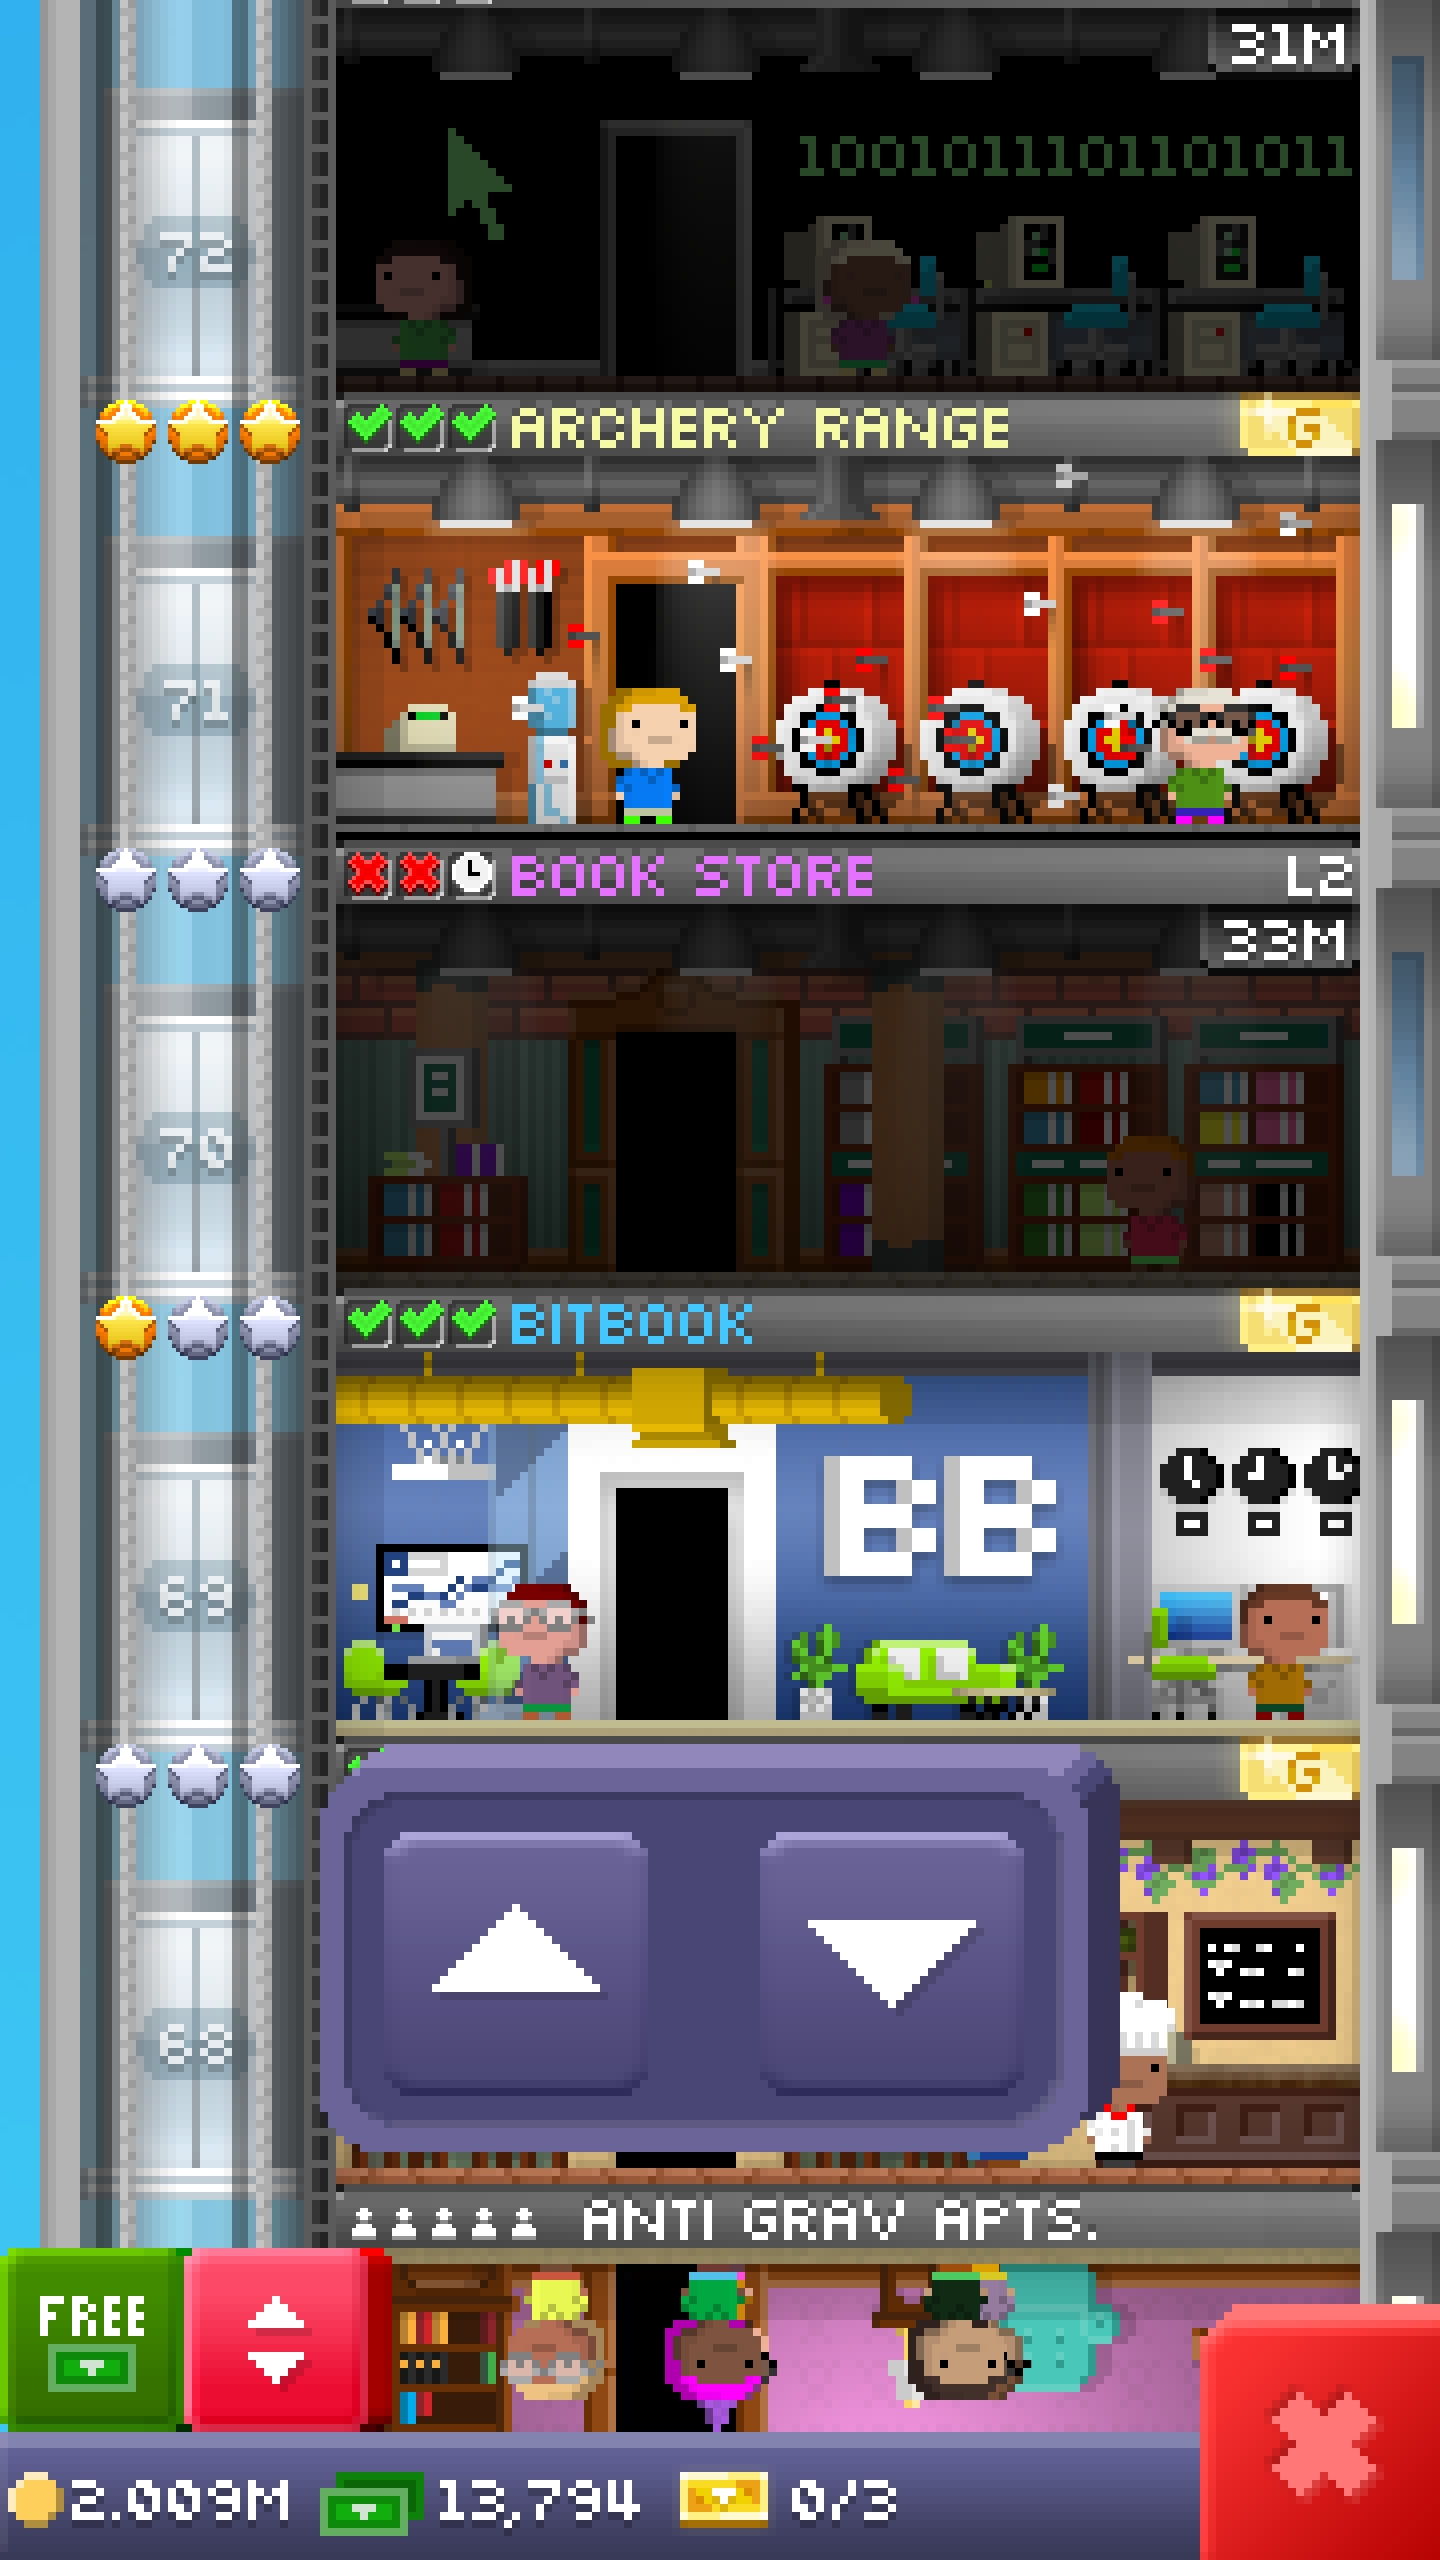 31M
1001011101101011
72
ARCHERY RANGE G
71
BOOK STORE L2
33M
70
BITBOOK G
BB
69
G
68
ANTI GRAV APTS.
FREE
2.009M 13,794 0/3